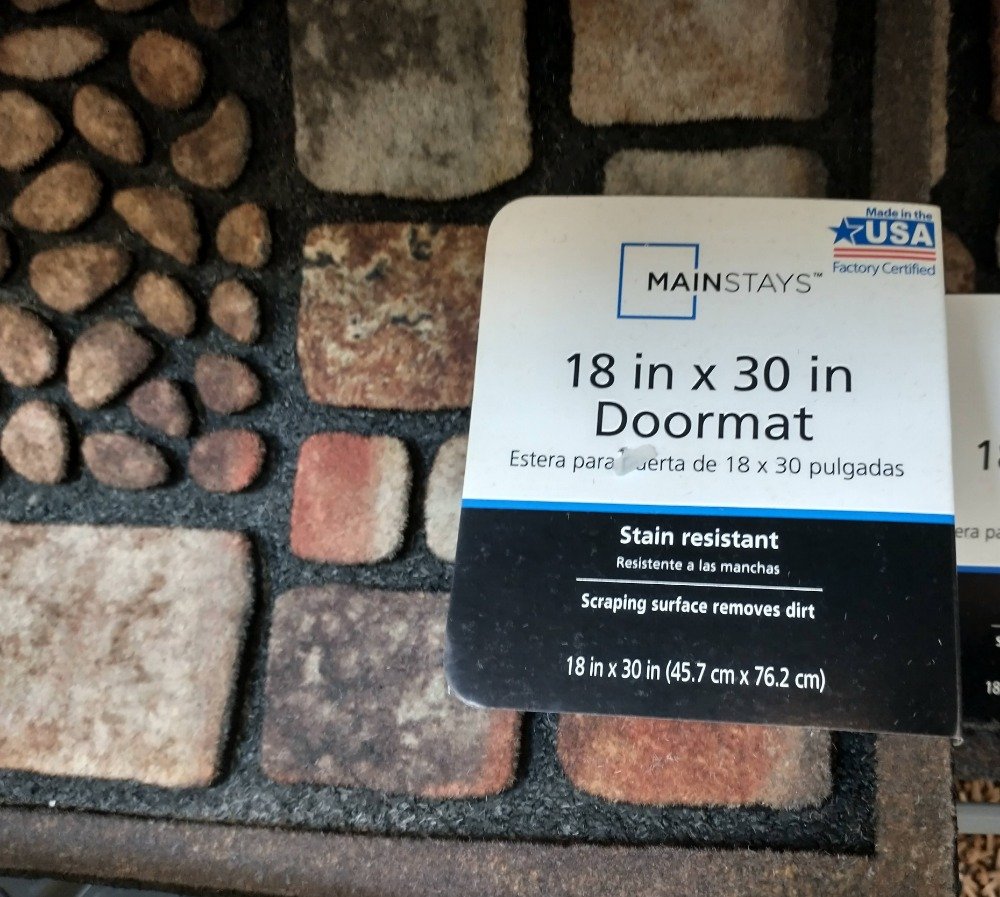 Made in the
USA
Factory Certified
MAINSTAYS™
18 in x 30 in
Doormat
Estera para de 18 x 30 pulgadas
Stain resistant
Resistente a las manchas
Scraping surface removes dirt
18 in x 30 in (45.7 cm x 76.2 cm)